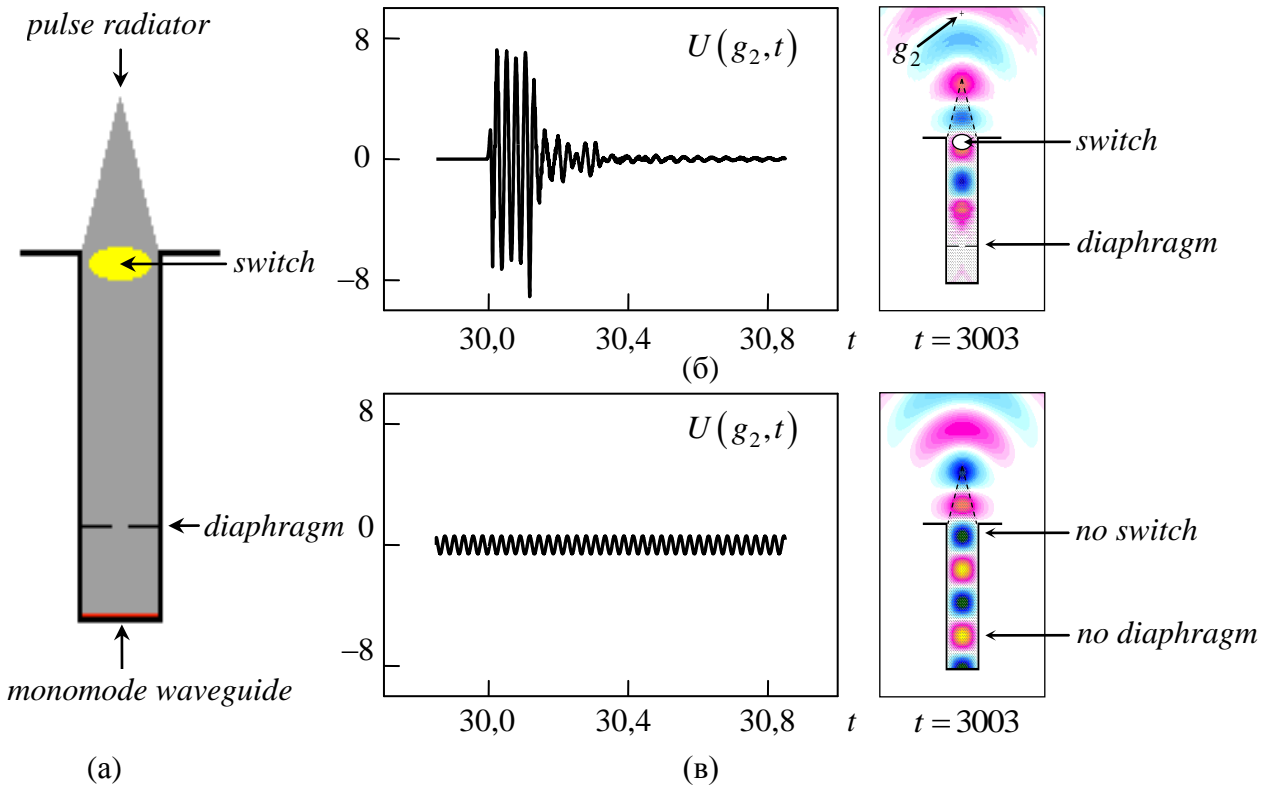 pulse radiator
switch
diaphragm
monomode waveguide
(а)
8
0
–8
U(g₂,t)
30,0 30,4 30,8 t
(б)
g₂
switch
diaphragm
t = 3003
8
0
–8
U(g₂,t)
30,0 30,4 30,8 t
(в)
no switch
no diaphragm
t = 3003